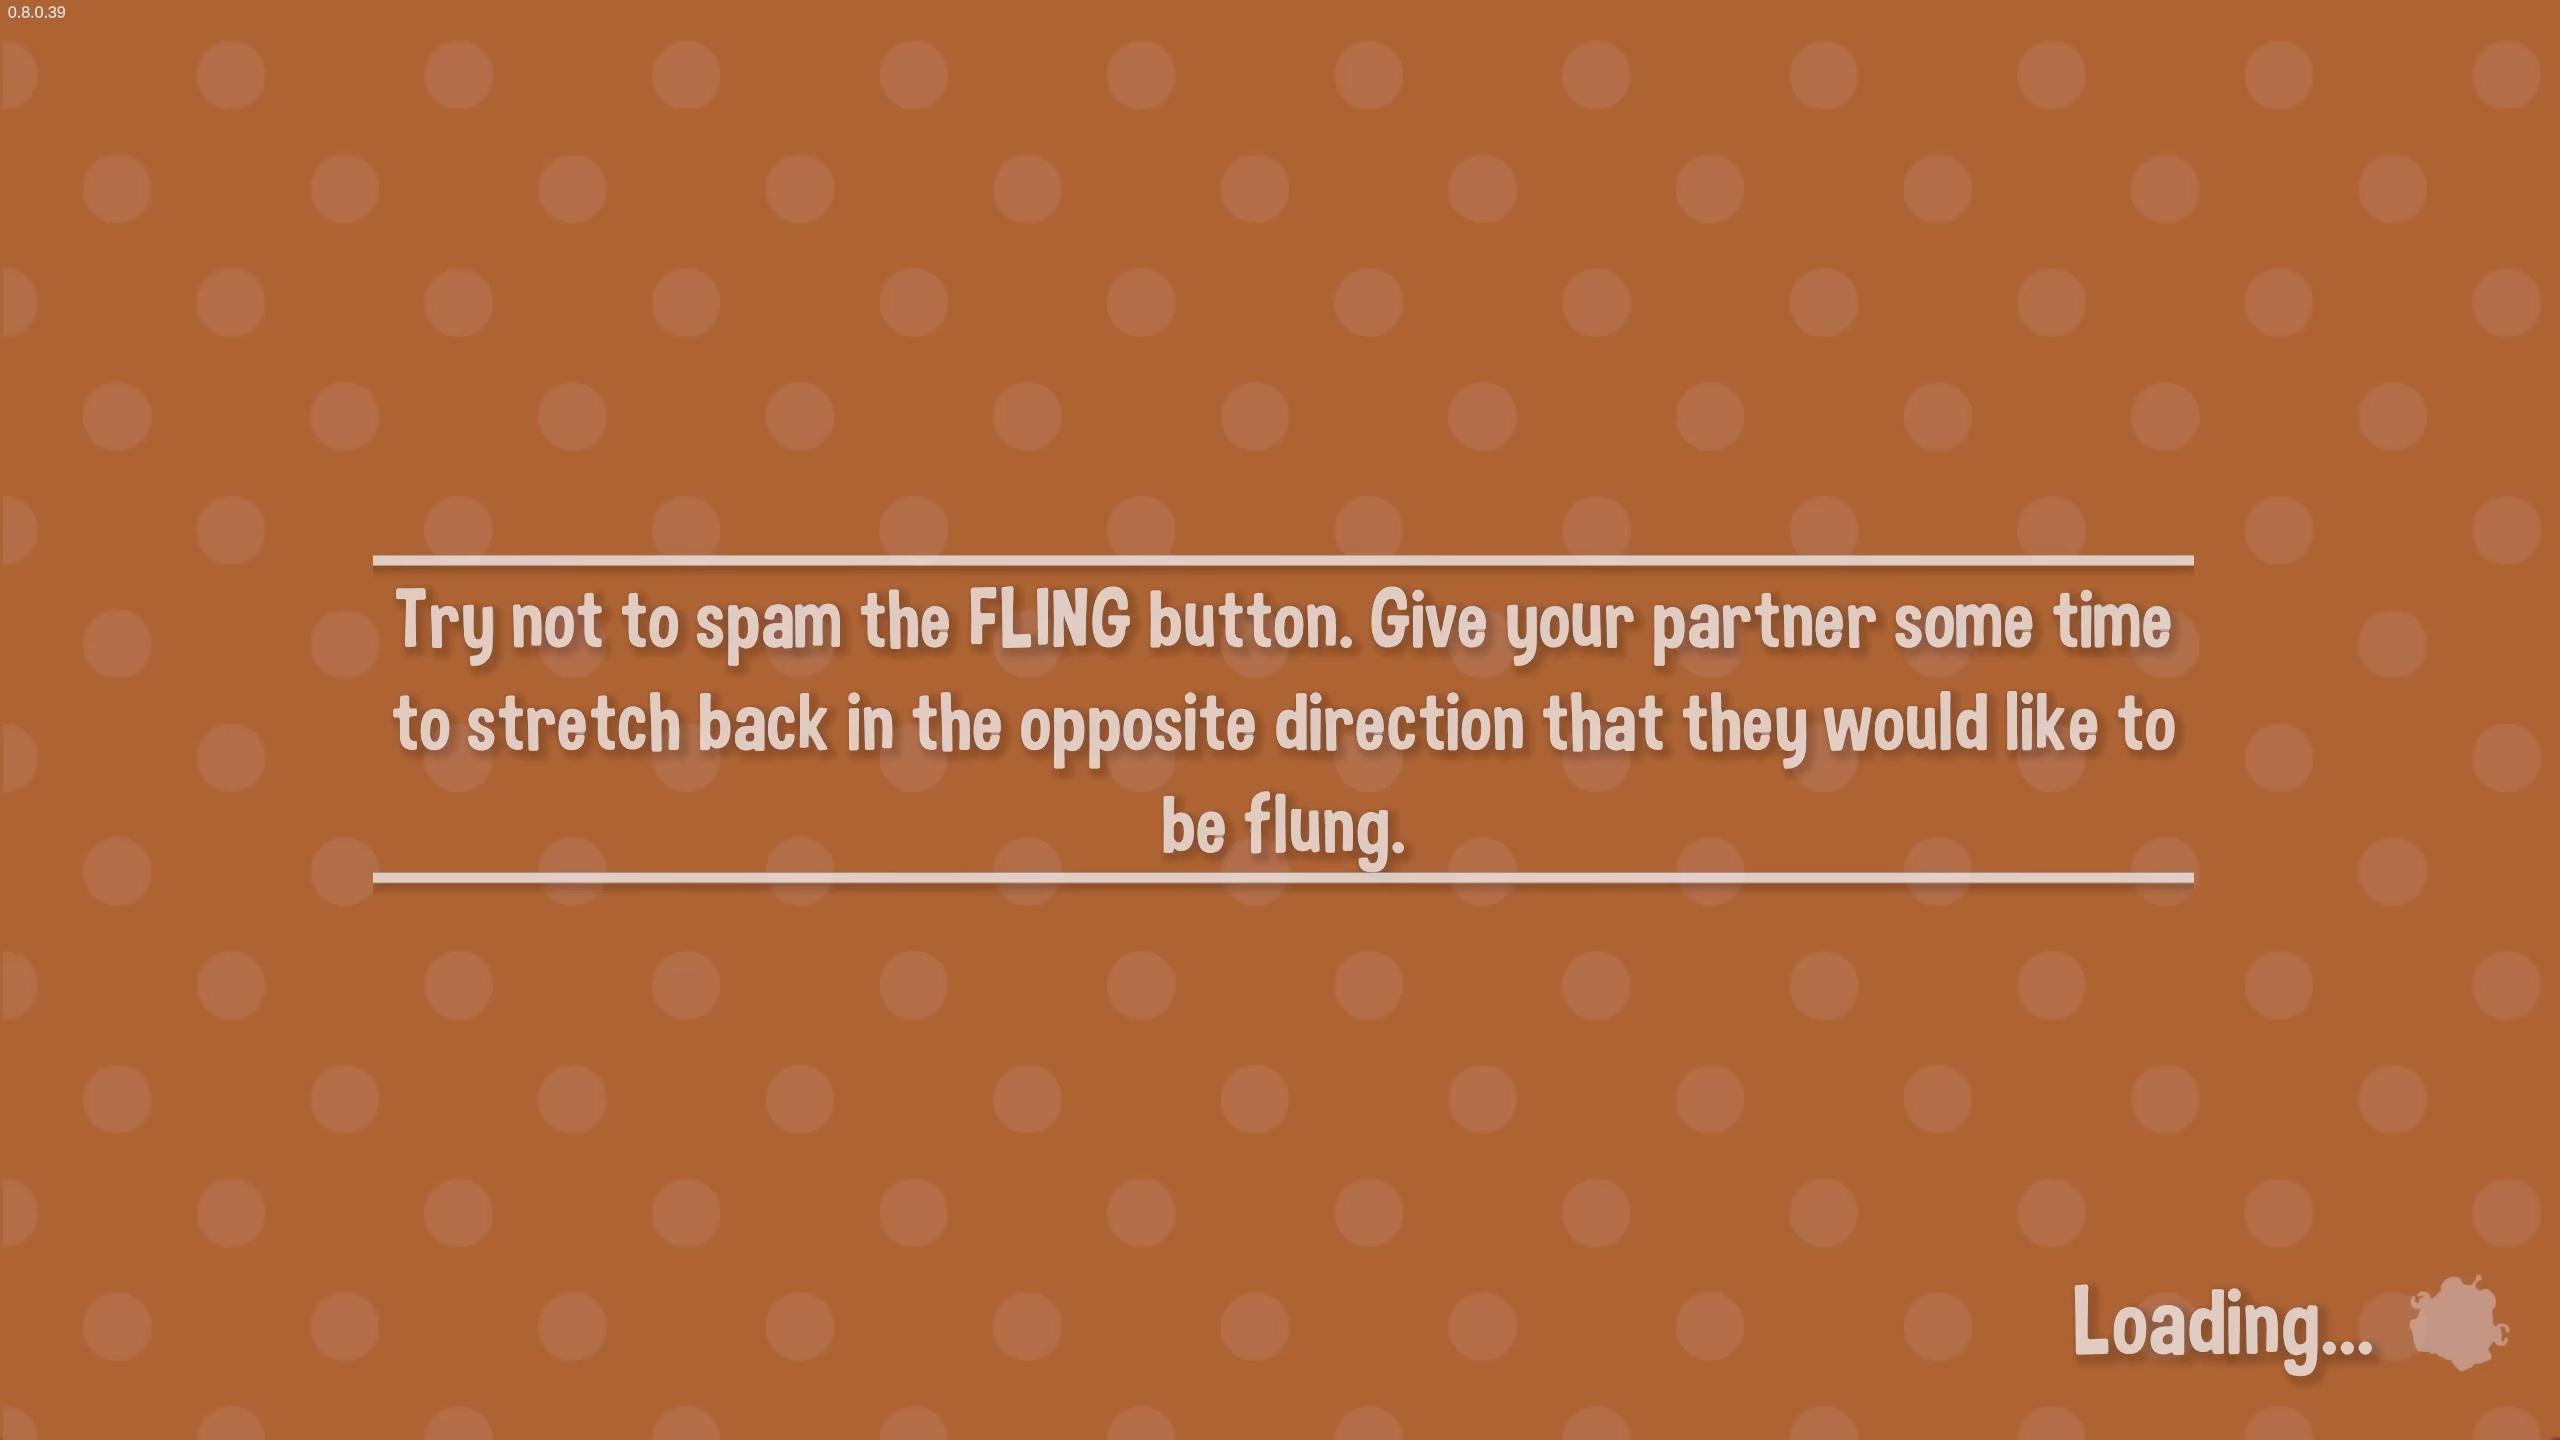 0.8.0.39
Try not to spam the FLING button. Give your partner some time
to stretch back in the opposite direction that they would like to
be flung.
Loading...